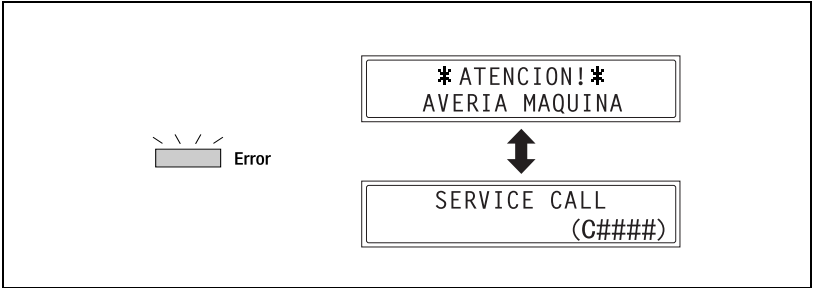 *ATENCION!*
AVERIA MAQUINA
Error
SERVICE CALL
(C####)